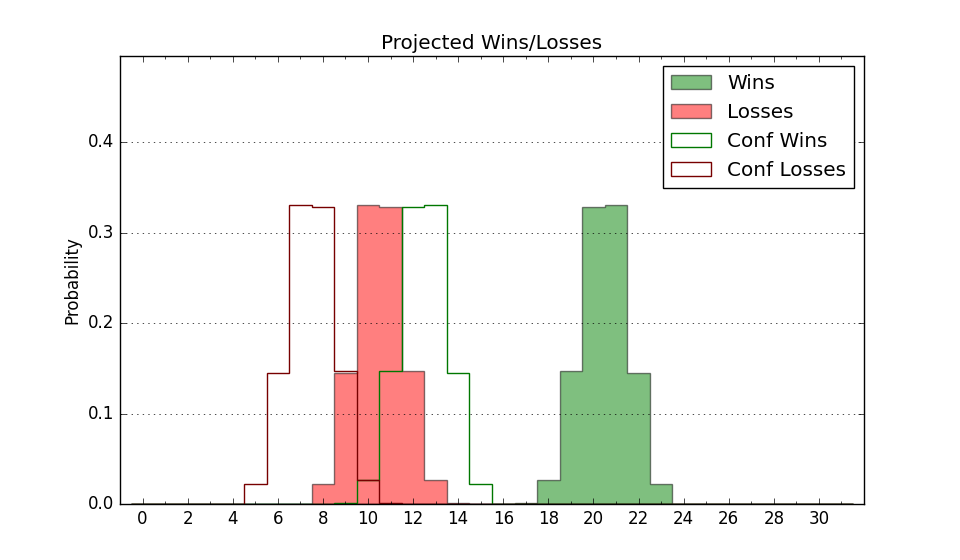 Projected Wins/Losses
Wins
Losses
Conf Wins
Conf Losses
Probability
0.4
0.3
0.2
0.1
0.0
0 2 4 6 8 10 12 14 16 18 20 22 24 26 28 30